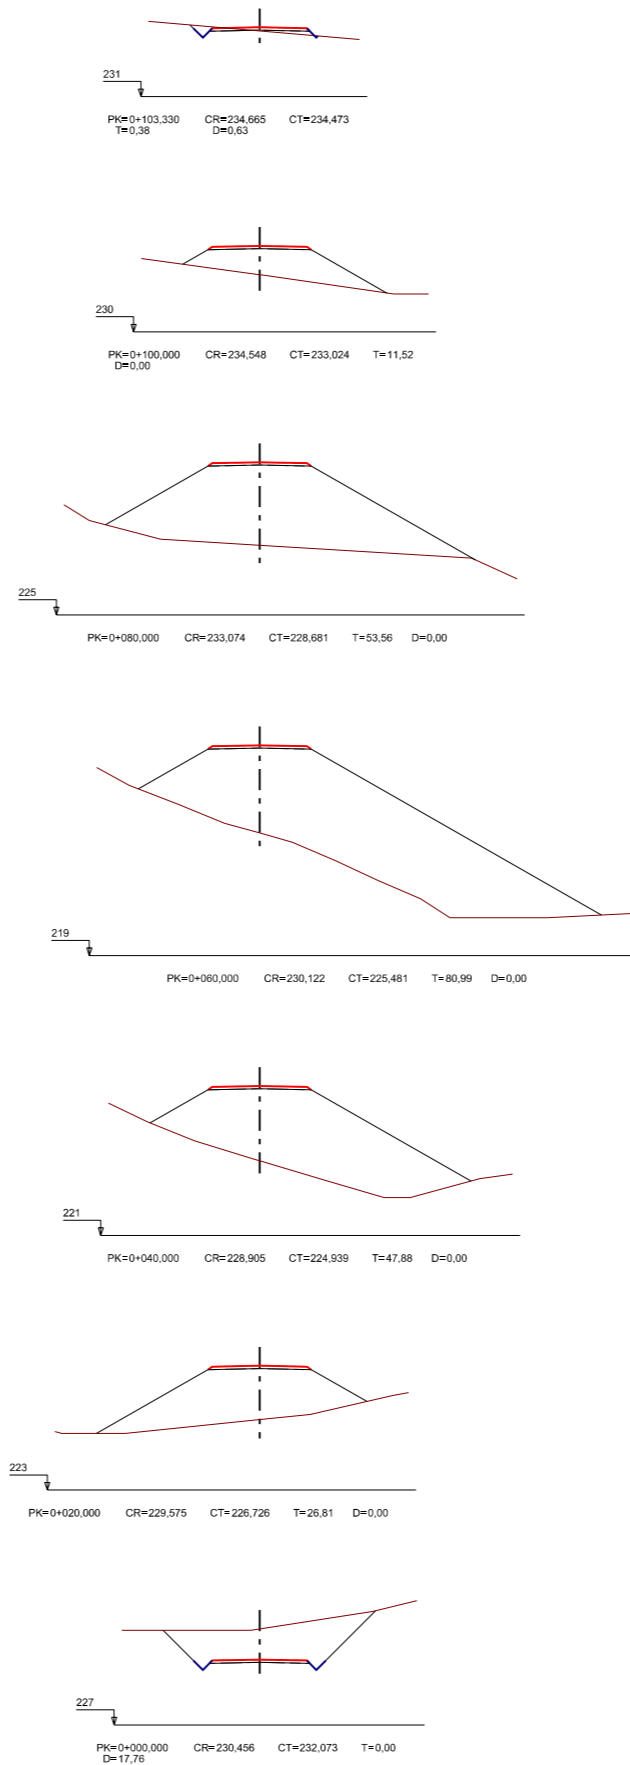 231
PK=0+103,330 CR=234,665 CT=234,473
T=0,38 D=0,63
230
PK=0+100,000 CR=234,548 CT=233,024 T=11,52
D=0,00
225
PK=0+080,000 CR=233,074 CT=228,681 T=53,56 D=0,00
219
PK=0+060,000 CR=230,122 CT=225,481 T=80,99 D=0,00
221
PK=0+040,000 CR=228,905 CT=224,939 T=47,88 D=0,00
223
PK=0+020,000 CR=229,575 CT=226,726 T=26,81 D=0,00
227
PK=0+000,000 CR=230,456 CT=232,073 T=0,00
D=17,76